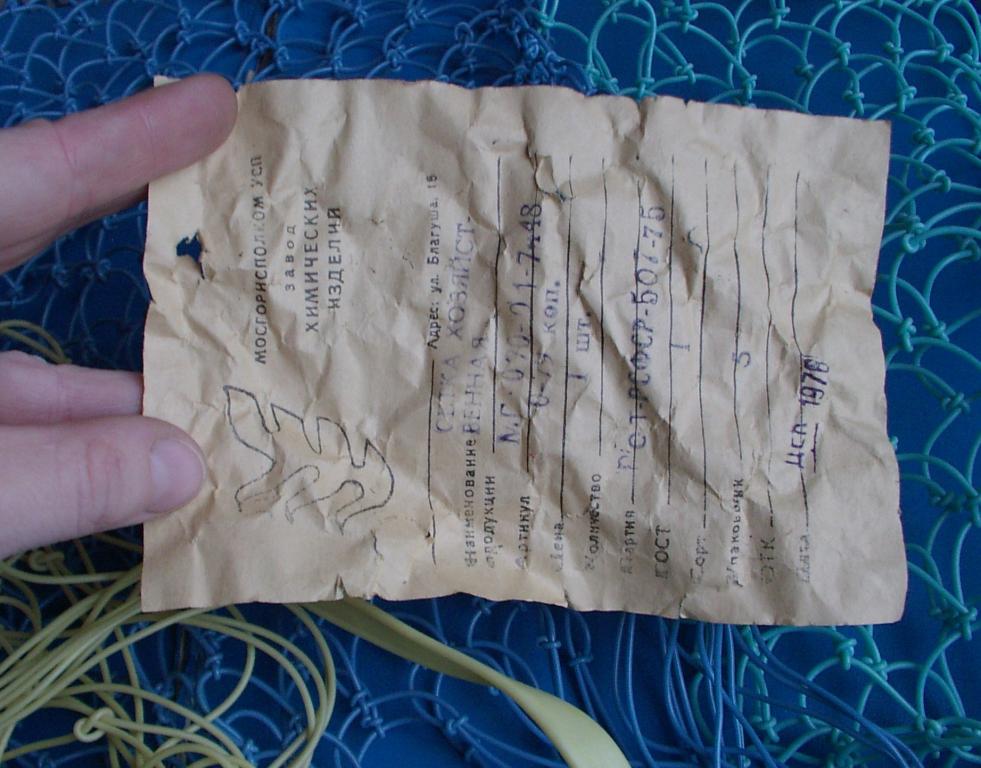 МОСГОРИСПОЛКОМ УСП
ЗАВОД
ХИМИЧЕСКИХ
ИЗДЕЛИЙ
Адрес: ул. Благуша, 15
Наименование СЕТКА ХОЗЯЙСТ-
продукции ВЕННАЯ
Артикул
Цена коп.
Количество 1 шт.
Партия
ГОСТ 1
Сорт
Упаковщик 5
ОТК
Дата 1976